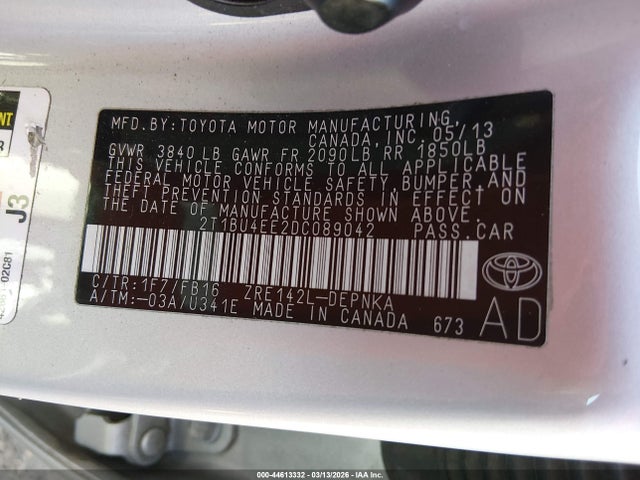 MFD.BY:TOYOTA MOTOR MANUFACTURING,
CANADA,INC. 05/13
GVWR 3840LB GAWR FR 2090LB RR 1850LB
THIS VEHICLE CONFORMS TO ALL APPLICABLE
FEDERAL MOTOR VEHICLE SAFETY,BUMPER,AND
THEFT PREVENTION STANDARDS IN EFFECT ON
THE DATE OF MANUFACTURE SHOWN ABOVE.
2T1BU4EE2DC089042 PASS.CAR
C/TR:1F7/FB16 ZRE142L-DEPNKA
A/TM:-03A/U341E MADE IN CANADA 673
AD
J3
02C81
000-44613332 | 03/13/2026 | IAA Inc.